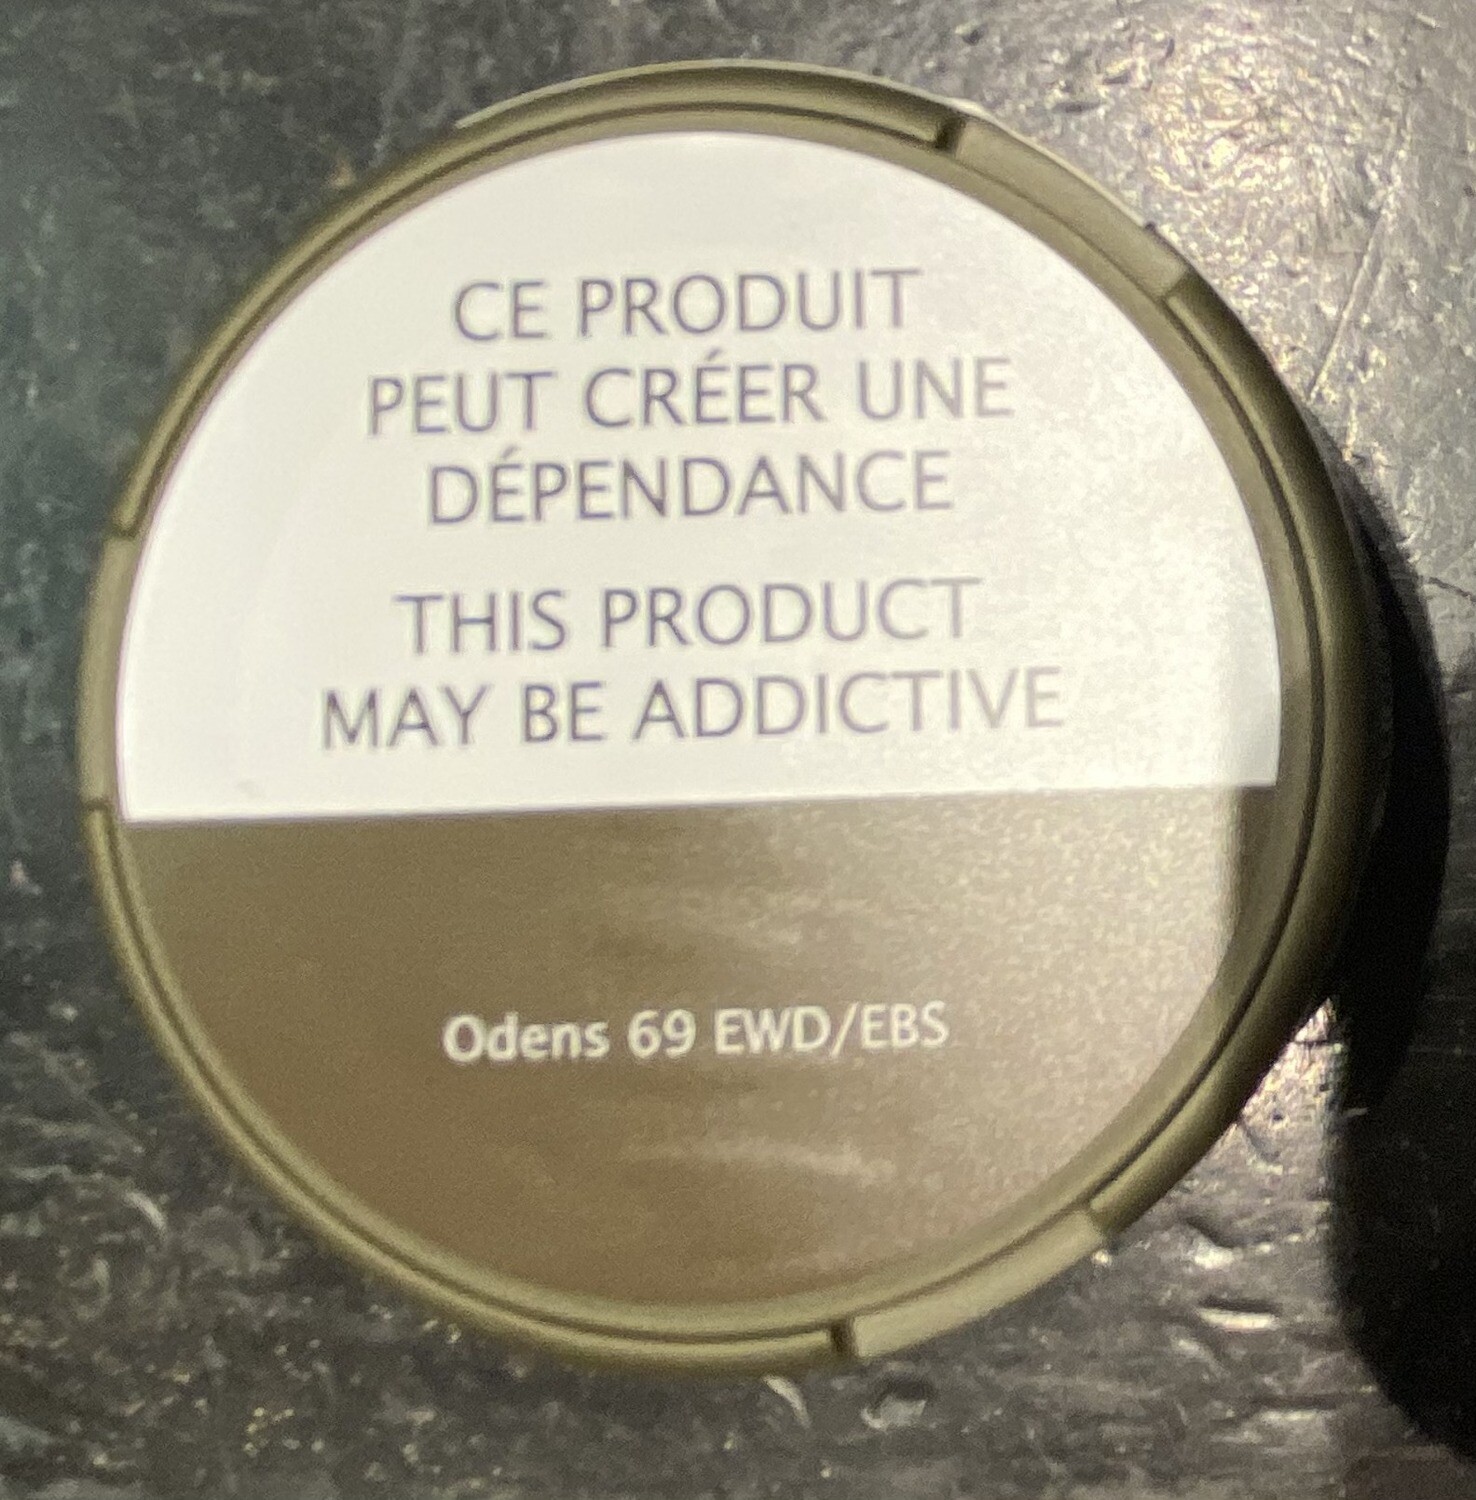 CE PRODUIT
PEUT CRÉER UNE
DÉPENDANCE
THIS PRODUCT
MAY BE ADDICTIVE
Odens 69 EWD/EBS